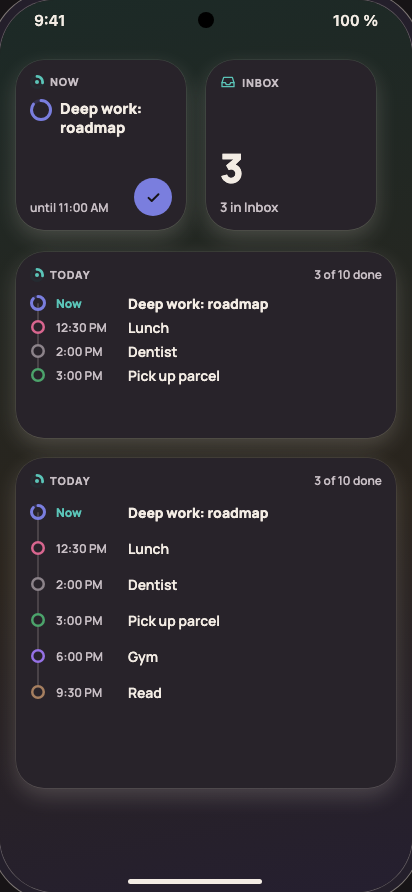 9:41
100 %
NOW
Deep work:
roadmap
until 11:00 AM
INBOX
3
3 in Inbox
TODAY
3 of 10 done
Now Deep work: roadmap
12:30 PM Lunch
2:00 PM Dentist
3:00 PM Pick up parcel
TODAY
3 of 10 done
Now Deep work: roadmap
12:30 PM Lunch
2:00 PM Dentist
3:00 PM Pick up parcel
6:00 PM Gym
9:30 PM Read